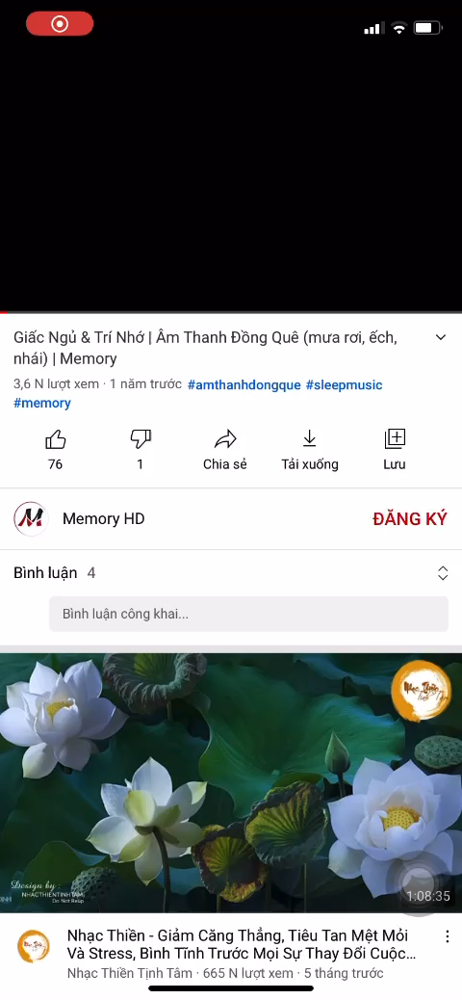 Giấc Ngủ & Trí Nhớ | Âm Thanh Đồng Quê (mưa rơi, ếch,
nhái) | Memory
3,6 N lượt xem · 1 năm trước #amthanhdongque #sleepmusic
#memory
76
1
Chia sẻ
Tải xuống
Lưu
Memory HD
ĐĂNG KÝ
Bình luận 4
Bình luận công khai...
Design by :
NHACTHIENTINHTAM
Do Not Reup
1:08:35
Nhạc Thiền - Giảm Căng Thẳng, Tiêu Tan Mệt Mỏi
Và Stress, Bình Tĩnh Trước Mọi Sự Thay Đổi Cuộc...
Nhạc Thiền Tịnh Tâm · 665 N lượt xem · 5 tháng trước